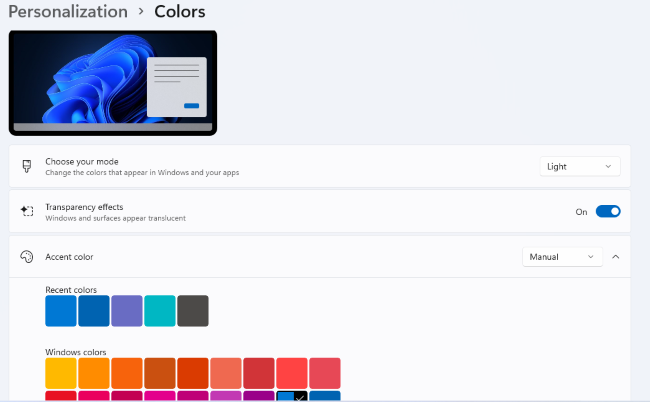 Personalization > Colors
Choose your mode
Change the colors that appear in Windows and your apps
Light
Transparency effects
Windows and surfaces appear translucent
On
Accent color
Manual
Recent colors
Windows colors